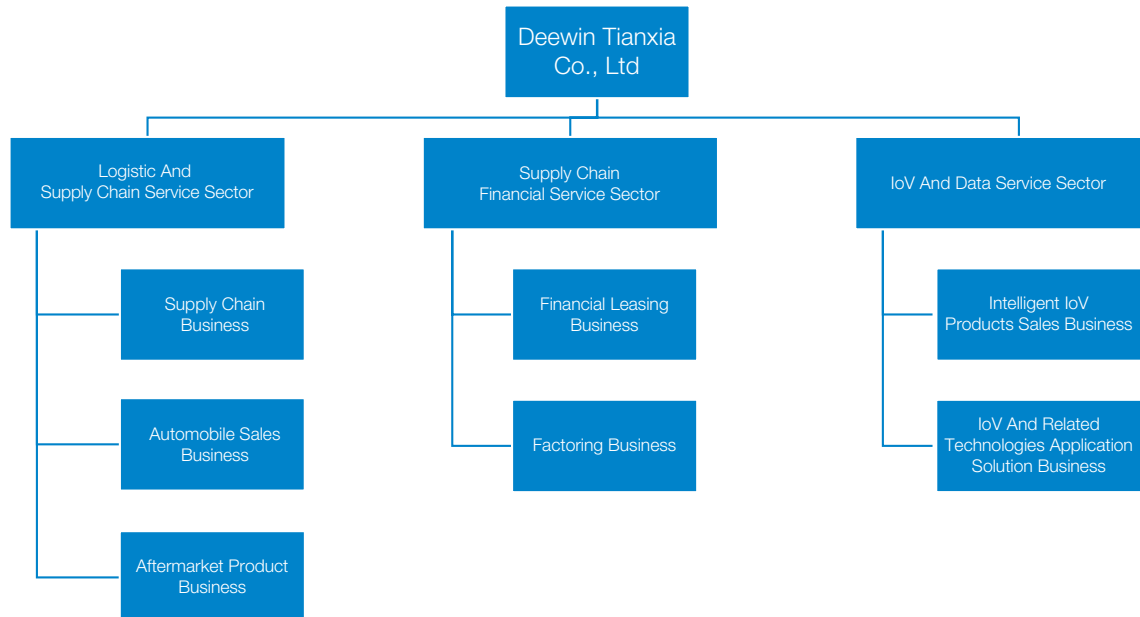 Deewin Tianxia
Co., Ltd
Logistic And
Supply Chain Service Sector
Supply Chain
Financial Service Sector
IoV And Data Service Sector
Supply Chain
Business
Financial Leasing
Business
Intelligent IoV
Products Sales Business
Automobile Sales
Business
Factoring Business
IoV And Related
Technologies Application
Solution Business
Aftermarket Product
Business